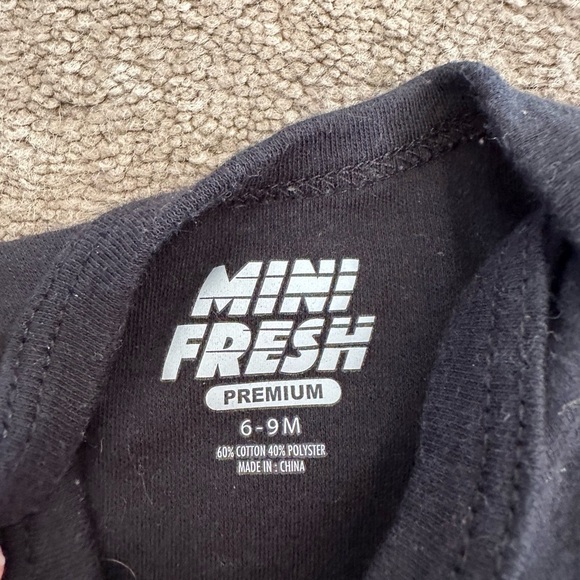 MINI
FRESH
PREMIUM
6-9M
60% COTTON 40% POLYSTER
MADE IN : CHINA